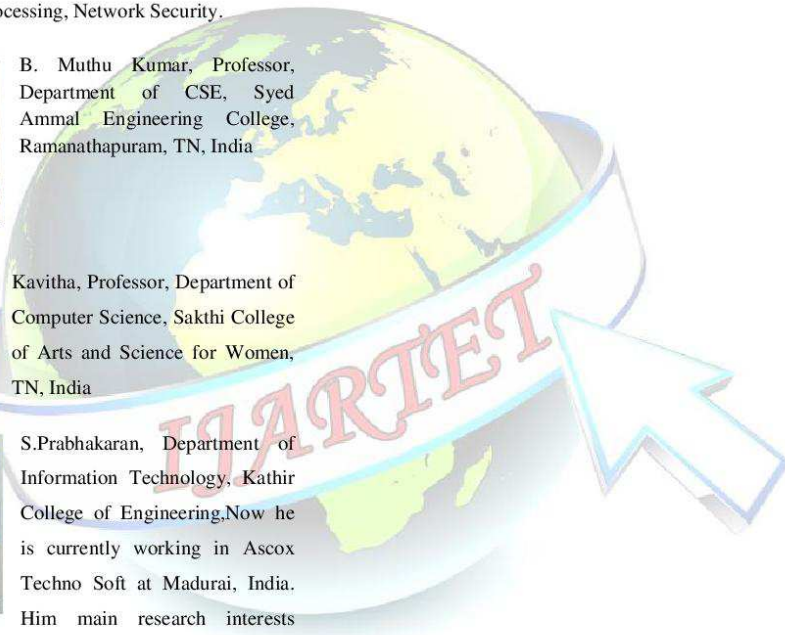 ocessing, Network Security.
B. Muthu Kumar, Professor,
Department of CSE, Syed
Ammal Engineering College,
Ramanathapuram, TN, India
Kavitha, Professor, Department of
Computer Science, Sakthi College
of Arts and Science for Women,
TN, India
IJARTET
S.Prabhakaran, Department of
Information Technology, Kathir
College of Engineering,Now he
is currently working in Ascox
Techno Soft at Madurai, India.
Him main research interests